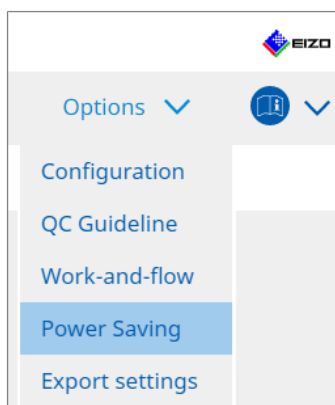 EIZO
Options
Configuration
QC Guideline
Work-and-flow
Power Saving
Export settings